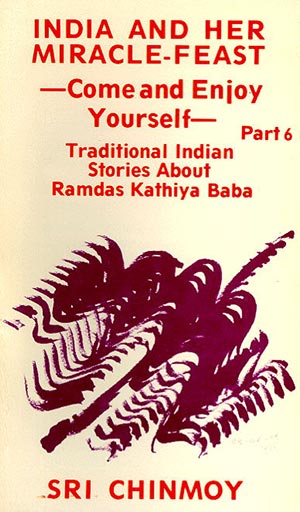 INDIA AND HER
MIRACLE-FEAST
—Come and Enjoy
Yourself—
Part 6
Traditional Indian
Stories About
Ramdas Kathiya Baba
SRI CHINMOY